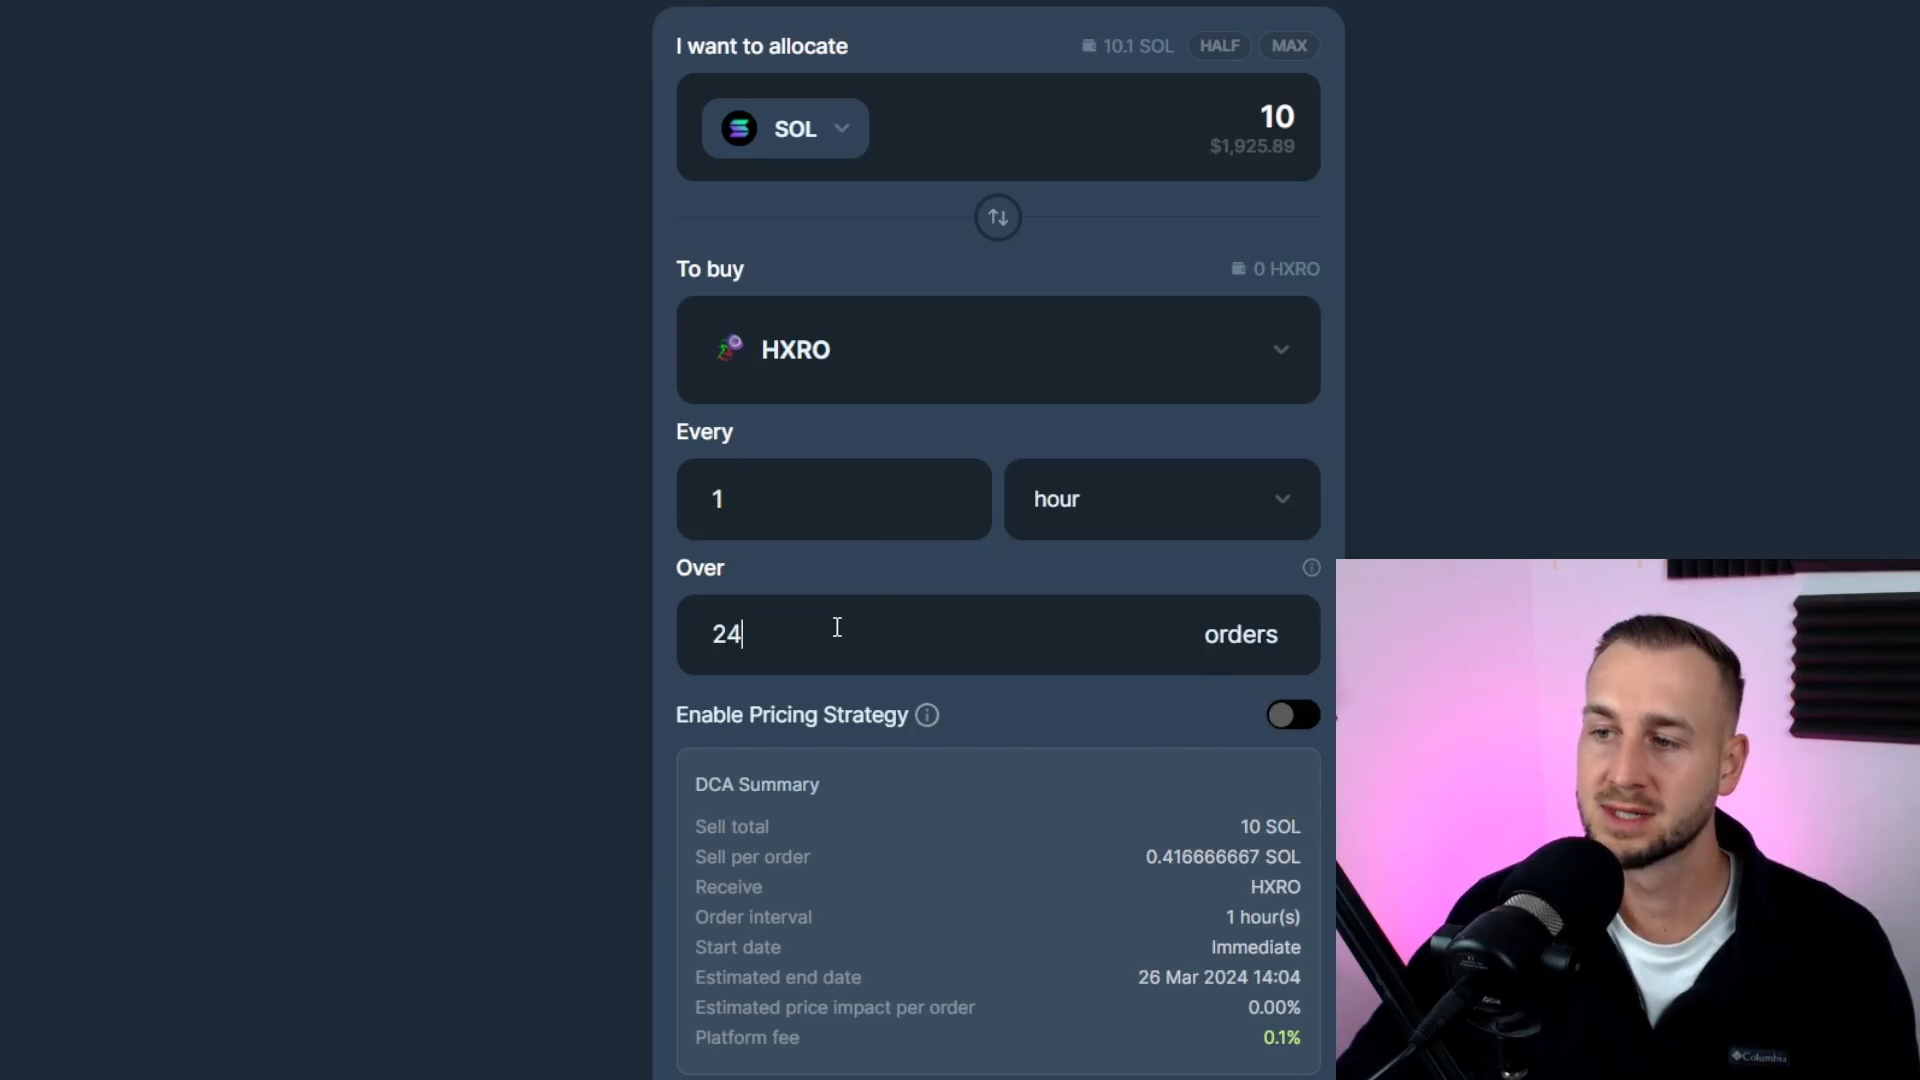 I want to allocate 10.1 SOL HALF MAX
SOL 10
$1,925.89
To buy 0 HXRO
HXRO
Every
1 hour
Over
24 orders
Enable Pricing Strategy
DCA Summary
Sell total 10 SOL
Sell per order 0.416666667 SOL
Receive HXRO
Order interval 1 hour(s)
Start date Immediate
Estimated end date 26 Mar 2024 14:04
Estimated price impact per order 0.00%
Platform fee 0.1%
Columbia